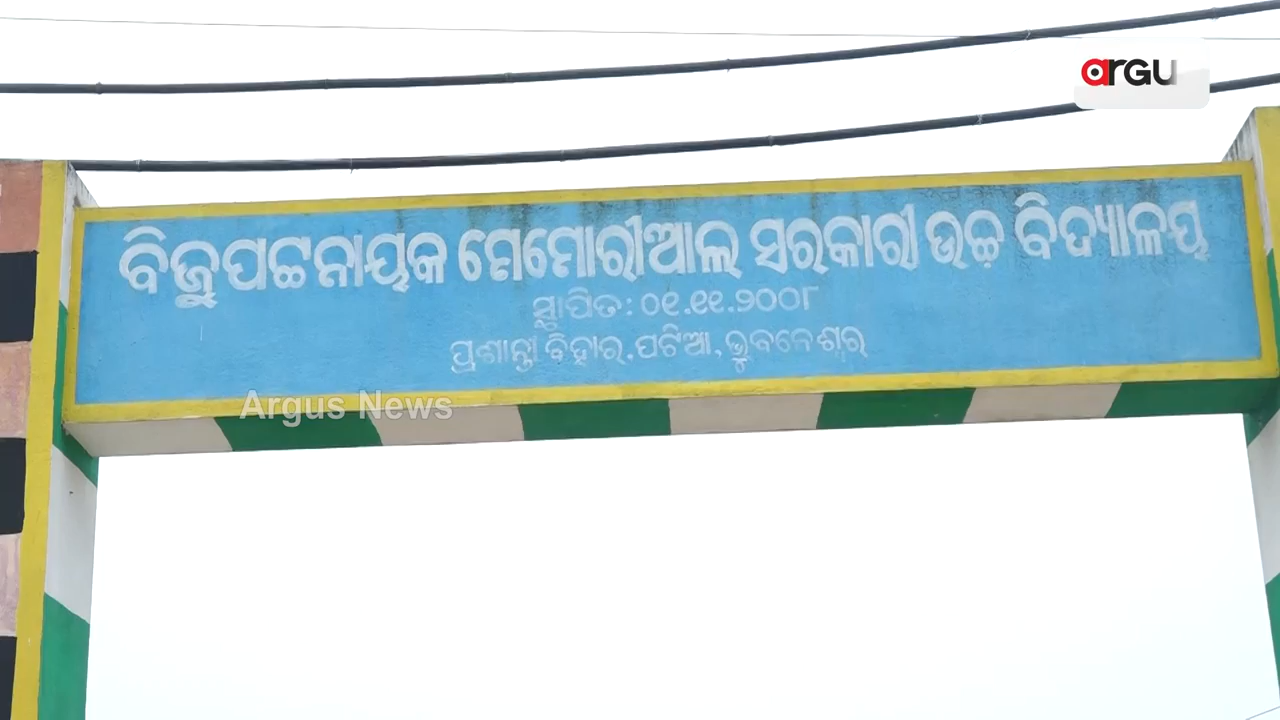 ARGU
ବିଜୁପଟ୍ଟନାୟକ ମେମୋରୀଆଲ ସରକାରୀ ଉଚ୍ଚ ବିଦ୍ୟାଳୟ
ସ୍ଥାପିତ : ୦୧.୧୧.୨୦୦୮
ପ୍ରଶାନ୍ତ ବିହାର, ପଟିଆ, ଭୁବନେଶ୍ୱର
Argus News